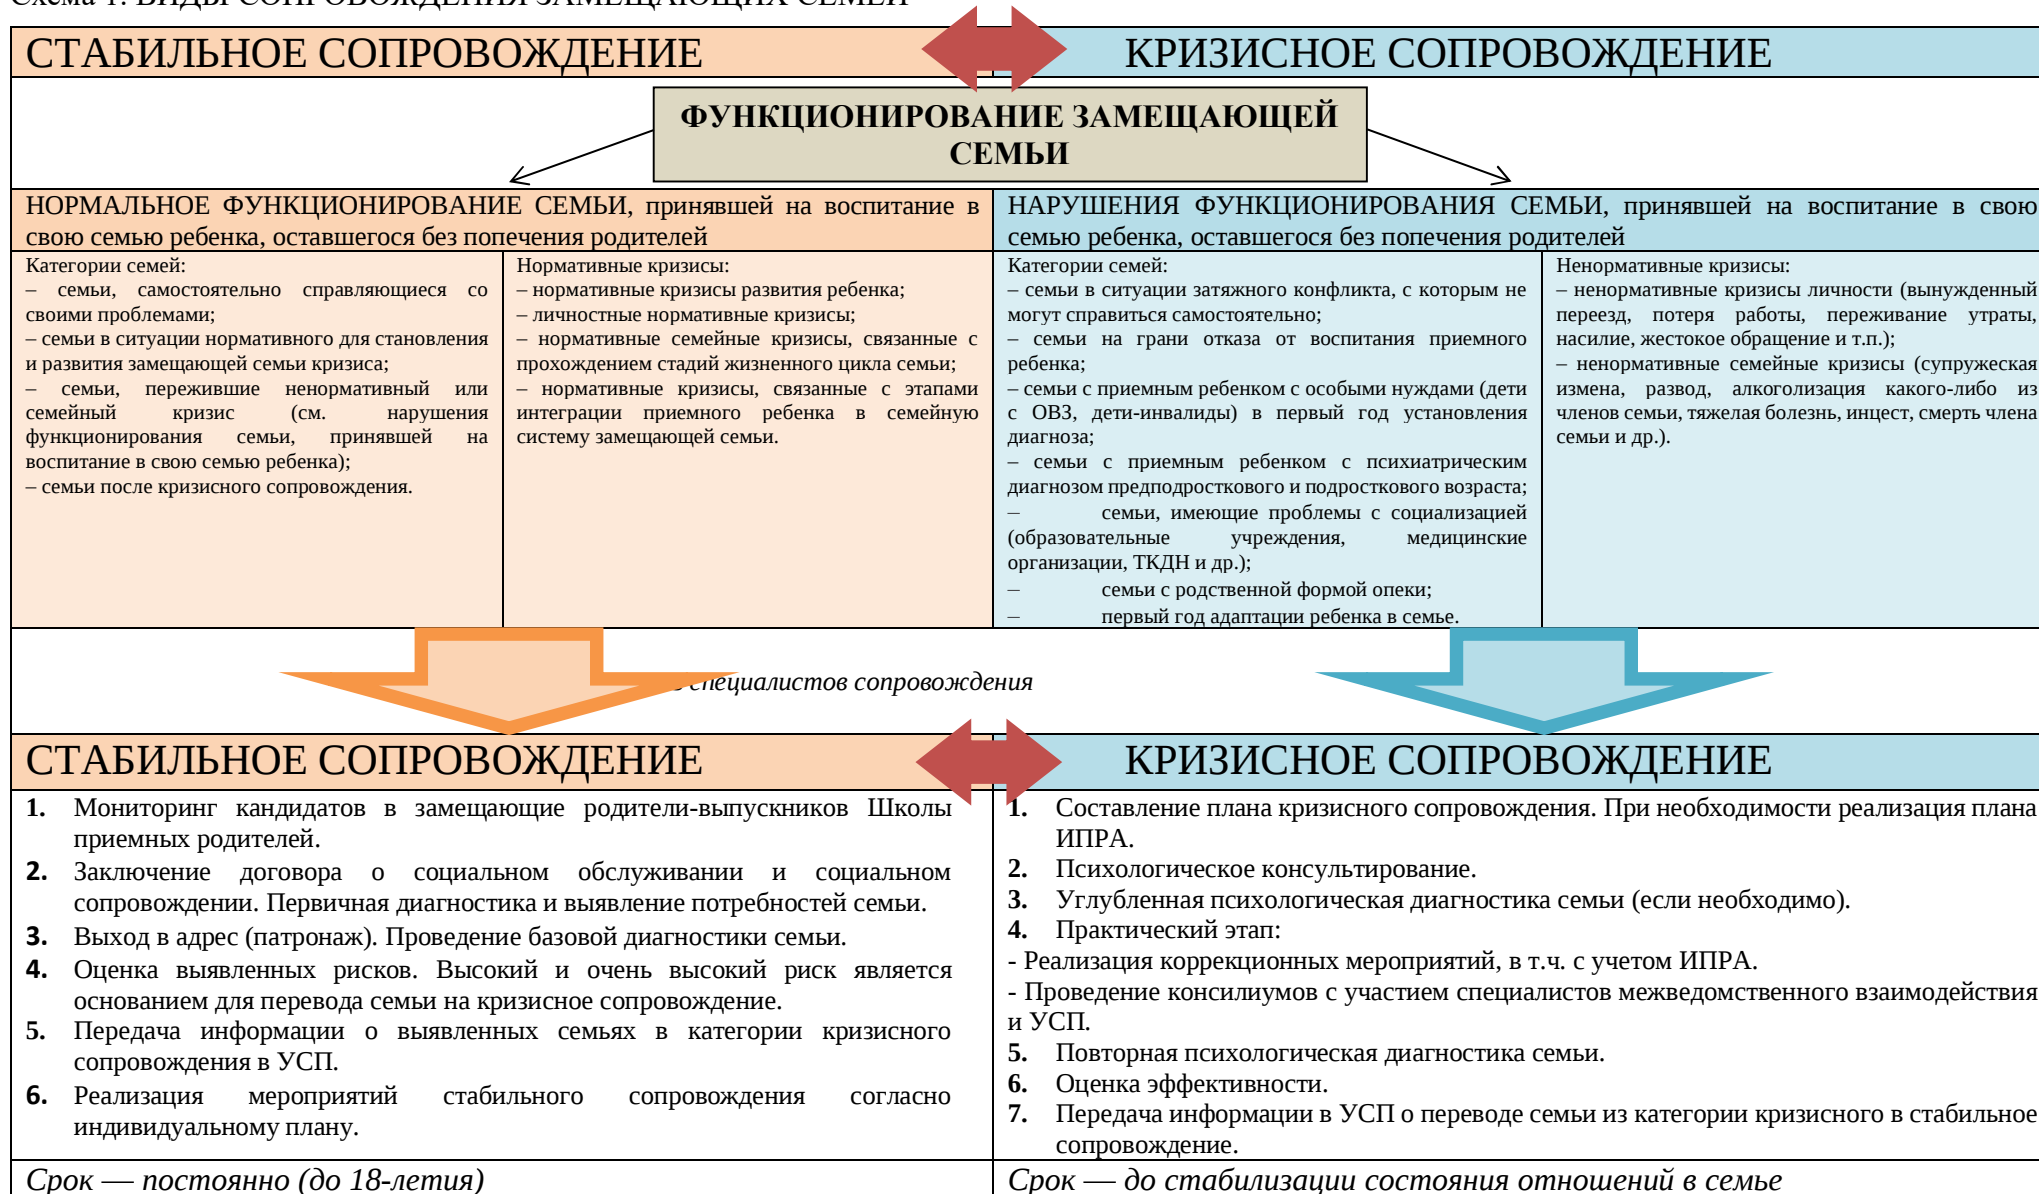 Схема 1. ВИДЫ СОПРОВОЖДЕНИЯ ЗАМЕЩАЮЩИХ СЕМЕЙ
СТАБИЛЬНОЕ СОПРОВОЖДЕНИЕ
КРИЗИСНОЕ СОПРОВОЖДЕНИЕ
ФУНКЦИОНИРОВАНИЕ ЗАМЕЩАЮЩЕЙ
СЕМЬИ
НОРМАЛЬНОЕ ФУНКЦИОНИРОВАНИЕ СЕМЬИ, принявшей на воспитание в
свою семью ребенка, оставшегося без попечения родителей
НАРУШЕНИЯ ФУНКЦИОНИРОВАНИЯ СЕМЬИ, принявшей на воспитание в свою
семью ребенка, оставшегося без попечения родителей
Категории семей:
– семьи, самостоятельно справляющиеся со
своими проблемами;
– семьи в ситуации нормативного для становления
и развития замещающей семьи кризиса;
– семьи, пережившие ненормативный или
семейный кризис (см. нарушения
функционирования семьи, принявшей на
воспитание в свою семью ребенка);
– семьи после кризисного сопровождения.
Нормативные кризисы:
– нормативные кризисы развития ребенка;
– личностные нормативные кризисы;
– нормативные семейные кризисы, связанные с
прохождением стадий жизненного цикла семьи;
– нормативные кризисы, связанные с этапами
интеграции приемного ребенка в семейную
систему замещающей семьи.
Категории семей:
– семьи в ситуации затяжного конфликта, с которым не
могут справиться самостоятельно;
– семьи на грани отказа от воспитания приемного
ребенка;
– семьи с приемным ребенком с особыми нуждами (дети
с ОВЗ, дети-инвалиды) в первый год установления
диагноза;
– семьи с приемным ребенком с психиатрическим
диагнозом предподросткового и подросткового возраста;
– семьи, имеющие проблемы с социализацией
(образовательные учреждения, медицинские
организации, ТКДН и др.);
– семьи с родственной формой опеки;
– первый год адаптации ребенка в семье.
Ненормативные кризисы:
– ненормативные кризисы личности (вынужденный
переезд, потеря работы, переживание утраты,
насилие, жестокое обращение и т.п.);
– ненормативные семейные кризисы (супружеская
измена, развод, алкоголизация какого-либо из
членов семьи, тяжелая болезнь, инцест, смерть члена
семьи и др.).
специалистов сопровождения
СТАБИЛЬНОЕ СОПРОВОЖДЕНИЕ
КРИЗИСНОЕ СОПРОВОЖДЕНИЕ
1. Мониторинг кандидатов в замещающие родители-выпускников Школы
приемных родителей.
2. Заключение договора о социальном обслуживании и социальном
сопровождении. Первичная диагностика и выявление потребностей семьи.
3. Выход в адрес (патронаж). Проведение базовой диагностики семьи.
4. Оценка выявленных рисков. Высокий и очень высокий риск является
основанием для перевода семьи на кризисное сопровождение.
5. Передача информации о выявленных семьях в категории кризисного
сопровождения в УСП.
6. Реализация мероприятий стабильного сопровождения согласно
индивидуальному плану.
1. Составление плана кризисного сопровождения. При необходимости реализация плана
ИПРА.
2. Психологическое консультирование.
3. Углубленная психологическая диагностика семьи (если необходимо).
4. Практический этап:
- Реализация коррекционных мероприятий, в т.ч. с учетом ИПРА.
- Проведение консилиумов с участием специалистов межведомственного взаимодействия
и УСП.
5. Повторная психологическая диагностика семьи.
6. Оценка эффективности.
7. Передача информации в УСП о переводе семьи из категории кризисного в стабильное
сопровождение.
Срок — постоянно (до 18-летия)
Срок — до стабилизации состояния отношений в семье